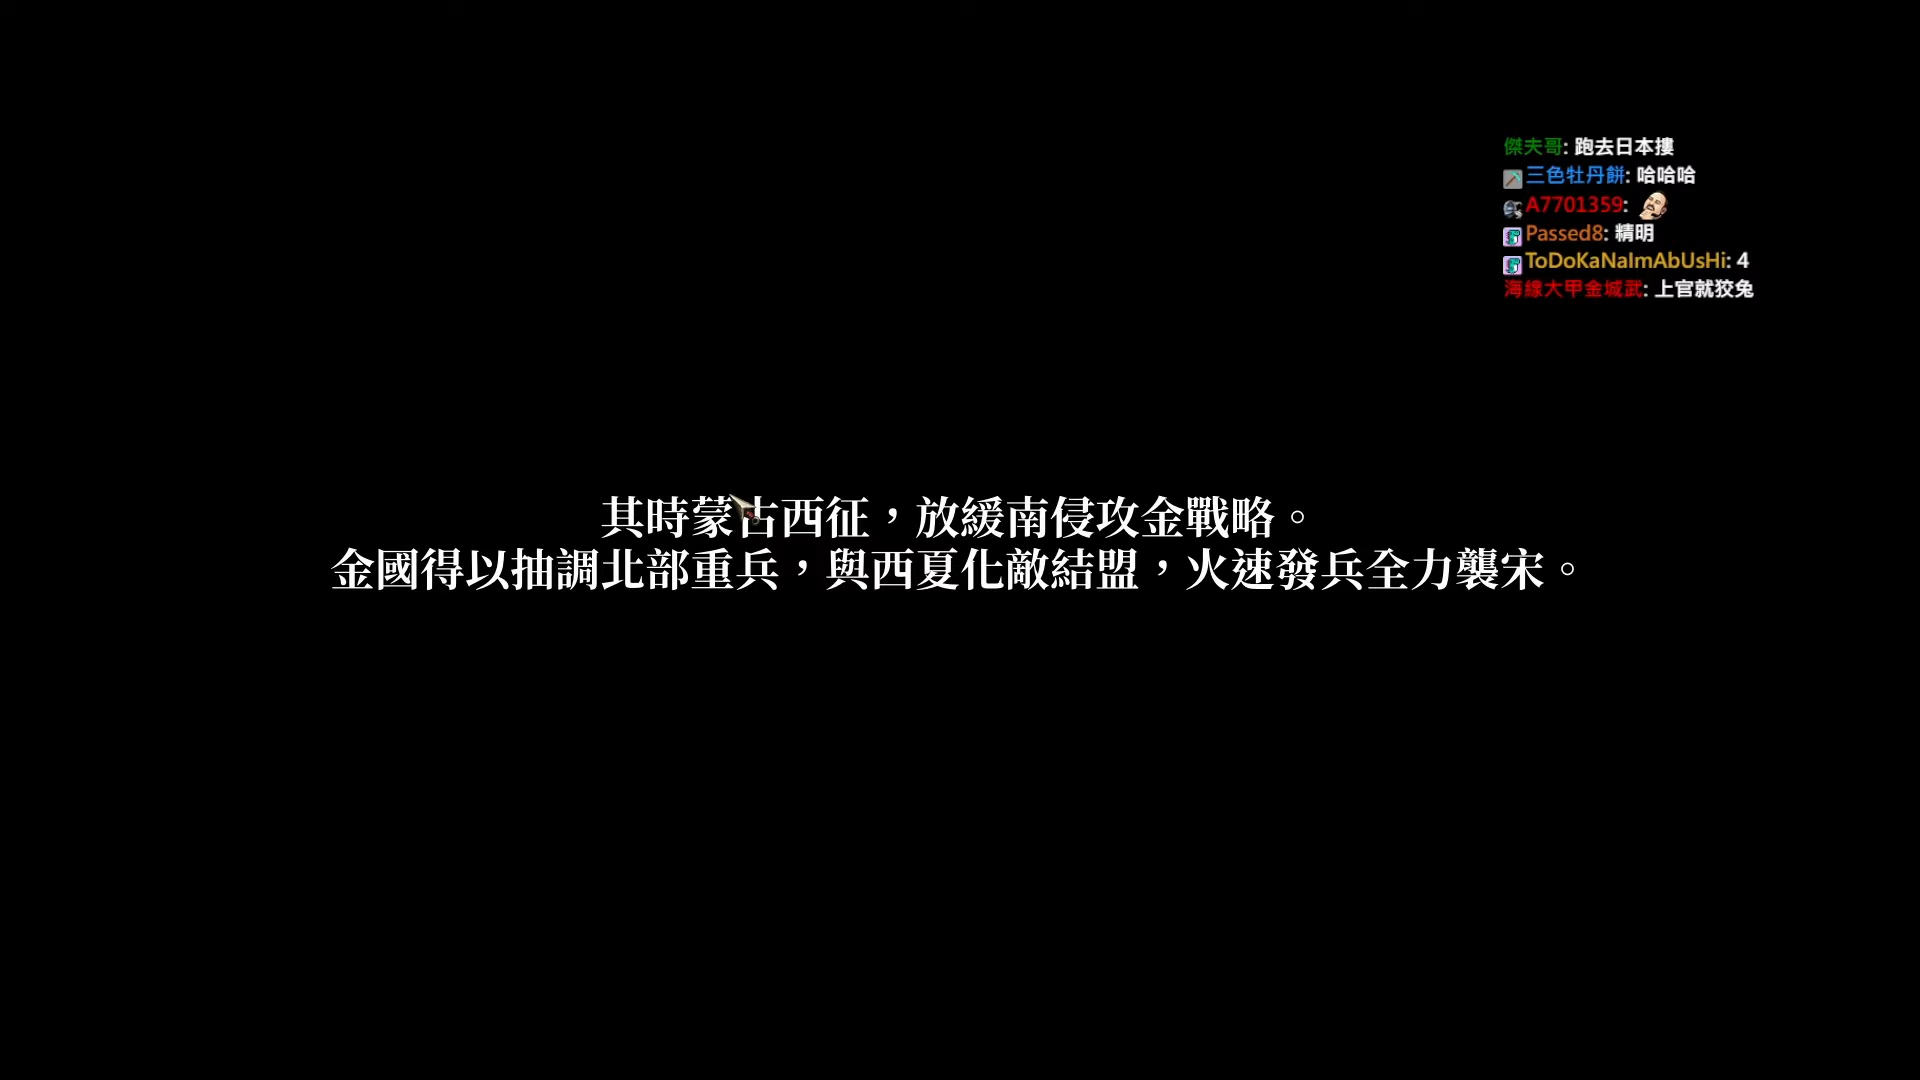 傑夫哥: 跑去日本摟
三色牡丹餅: 哈哈哈
A7701359:
Passed8: 精明
ToDoKaNaImAbUsHi: 4
海線大甲金城武: 上官就狡兔
其時蒙古西征，放緩南侵攻金戰略。
金國得以抽調北部重兵，與西夏化敵結盟，火速發兵全力襲宋。